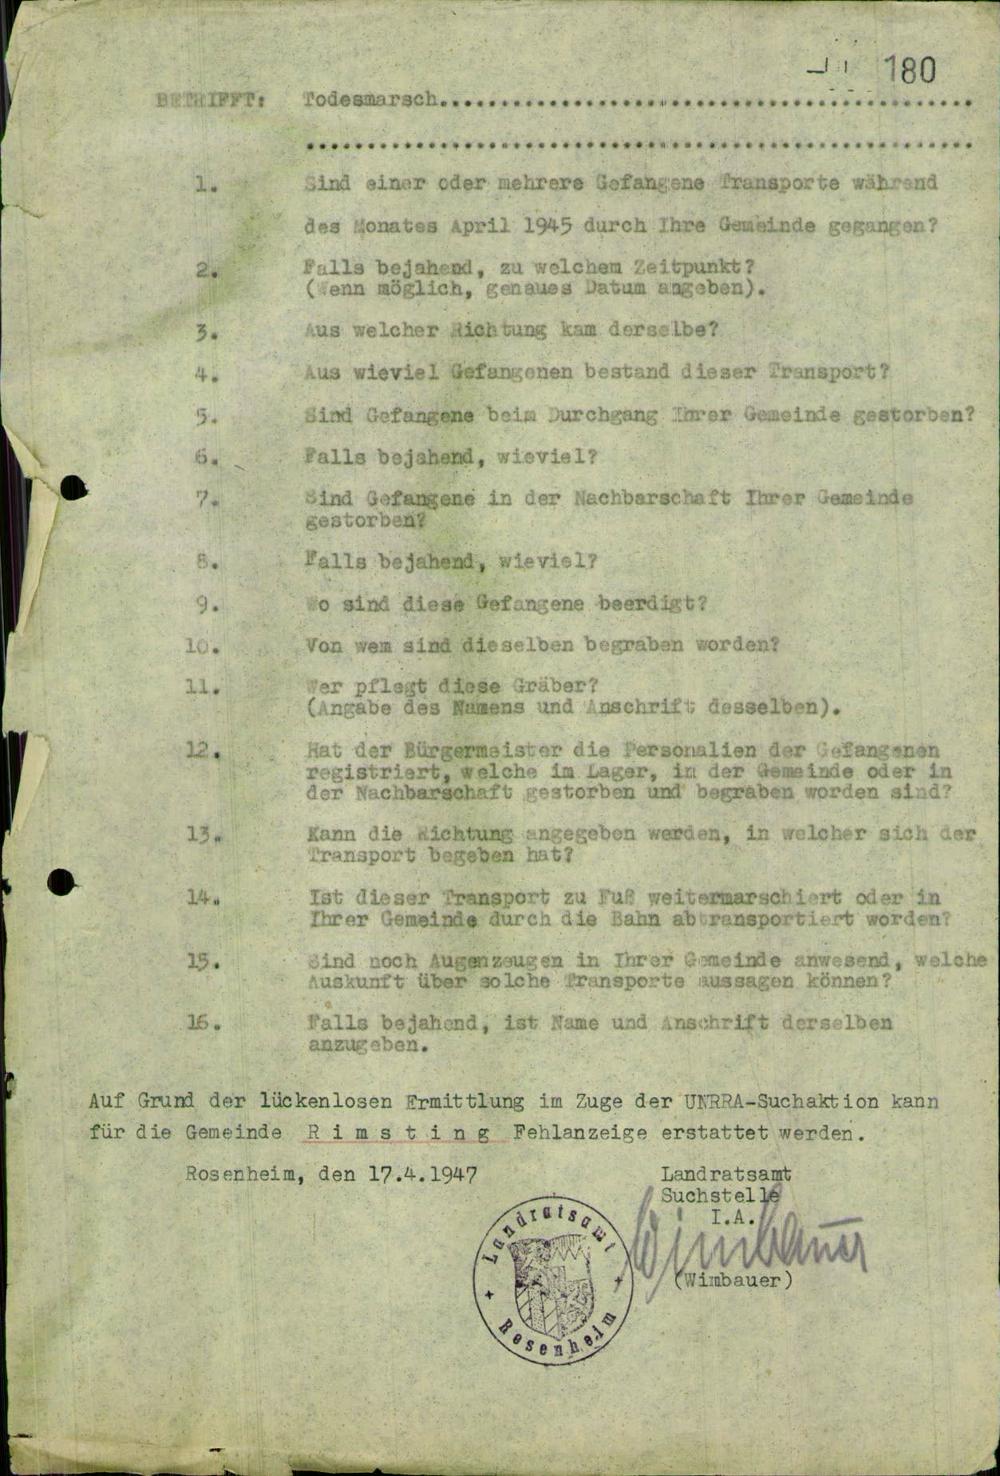 180
BETRIFFT: Todesmarsch............................................
......................................................
1. Sind einer oder mehrere Gefangene Transporte während
des Monates April 1945 durch Ihre Gemeinde gegangen?
2. Falls bejahend, zu welchem Zeitpunkt?
(Wenn möglich, genaues Datum angeben).
3. Aus welcher Richtung kam derselbe?
4. Aus wieviel Gefangenen bestand dieser Transport?
5. Sind Gefangene beim Durchgang Ihrer Gemeinde gestorben?
6. Falls bejahend, wieviel?
7. Sind Gefangene in der Nachbarschaft Ihrer Gemeinde
gestorben?
8. Falls bejahend, wieviel?
9. Wo sind diese Gefangene beerdigt?
10. Von wem sind dieselben begraben worden?
11. Wer pflegt diese Gräber?
(Angabe des Namens und Anschrift desselben).
12. Hat der Bürgermeister die Personalien der Gefangenen
registriert, welche im Lager, in der Gemeinde oder in
der Nachbarschaft gestorben und begraben worden sind?
13. Kann die Richtung angegeben werden, in welcher sich der
Transport begeben hat?
14. Ist dieser Transport zu Fuß weitermarschiert oder in
Ihrer Gemeinde durch die Bahn abtransportiert worden?
15. Sind noch Augenzeugen in Ihrer Gemeinde anwesend, welche
Auskunft über solche Transporte aussagen können?
16. Falls bejahend, ist Name und Anschrift derselben
anzugeben.
Auf Grund der lückenlosen Ermittlung im Zuge der UNRRA-Suchaktion kann
für die Gemeinde R i m s t i n g Fehlanzeige erstattet werden.
Rosenheim, den 17.4.1947 Landratsamt
Suchstelle
I.A.
Wimbauer
(Wimbauer)
Landratsamt
Rosenheim